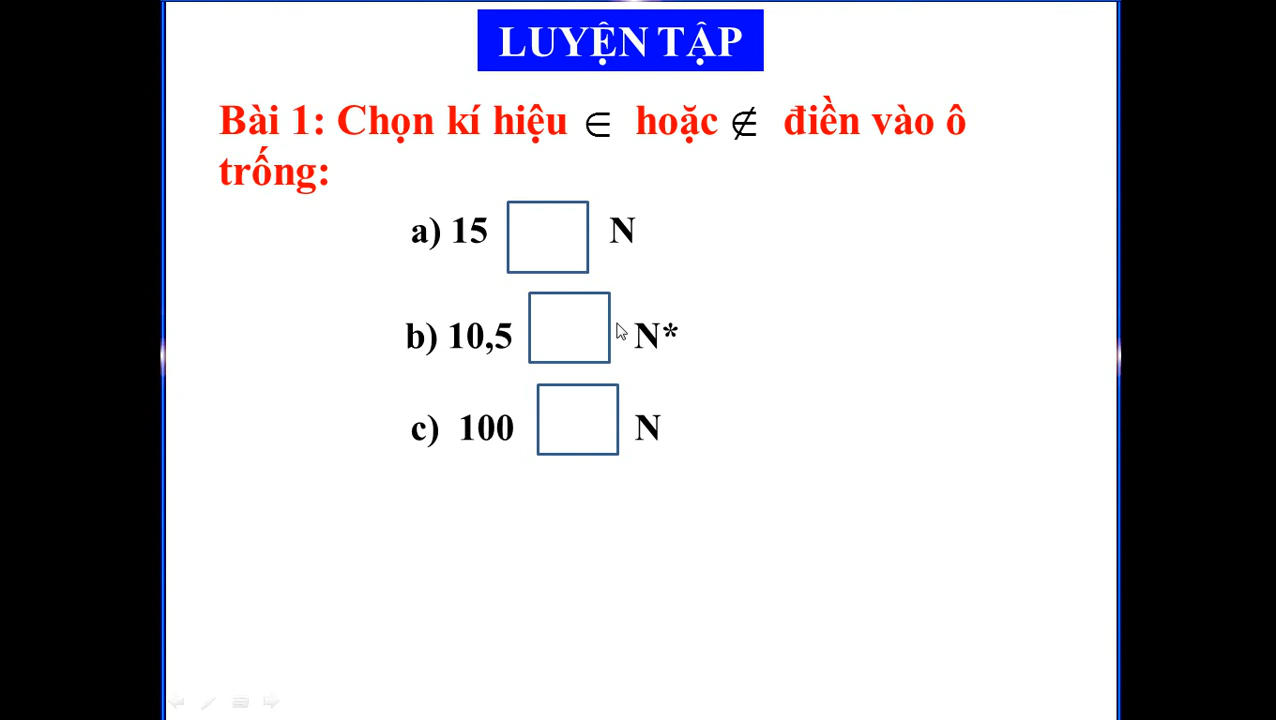 LUYỆN TẬP
Bài 1: Chọn kí hiệu ∈ hoặc ∉ điền vào ô
trống:
a) 15 N
b) 10,5 N*
c) 100 N